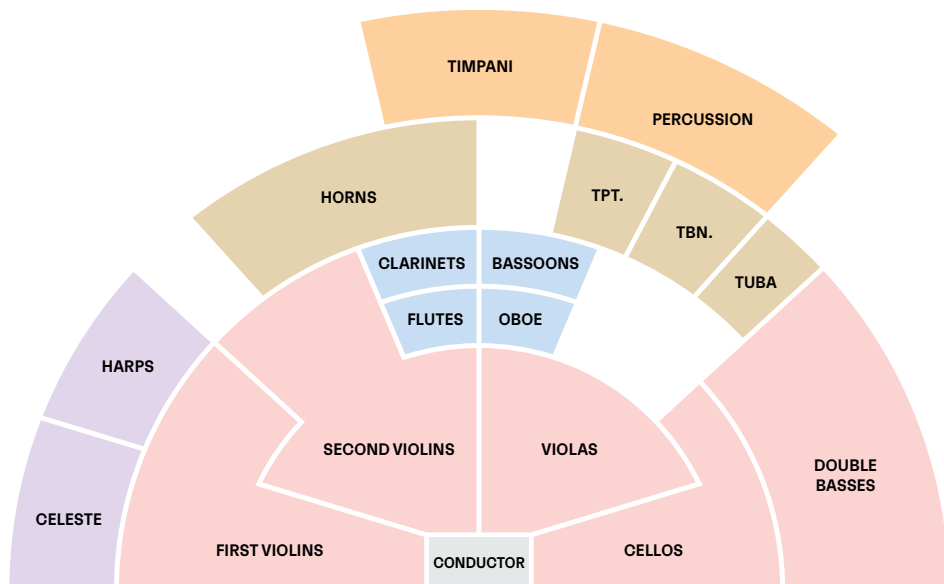 TIMPANI
PERCUSSION
HORNS
TPT.
TBN.
TUBA
CLARINETS
BASSOONS
FLUTES
OBOE
HARPS
SECOND VIOLINS
VIOLAS
DOUBLE
BASSES
CELESTE
FIRST VIOLINS
CONDUCTOR
CELLOS